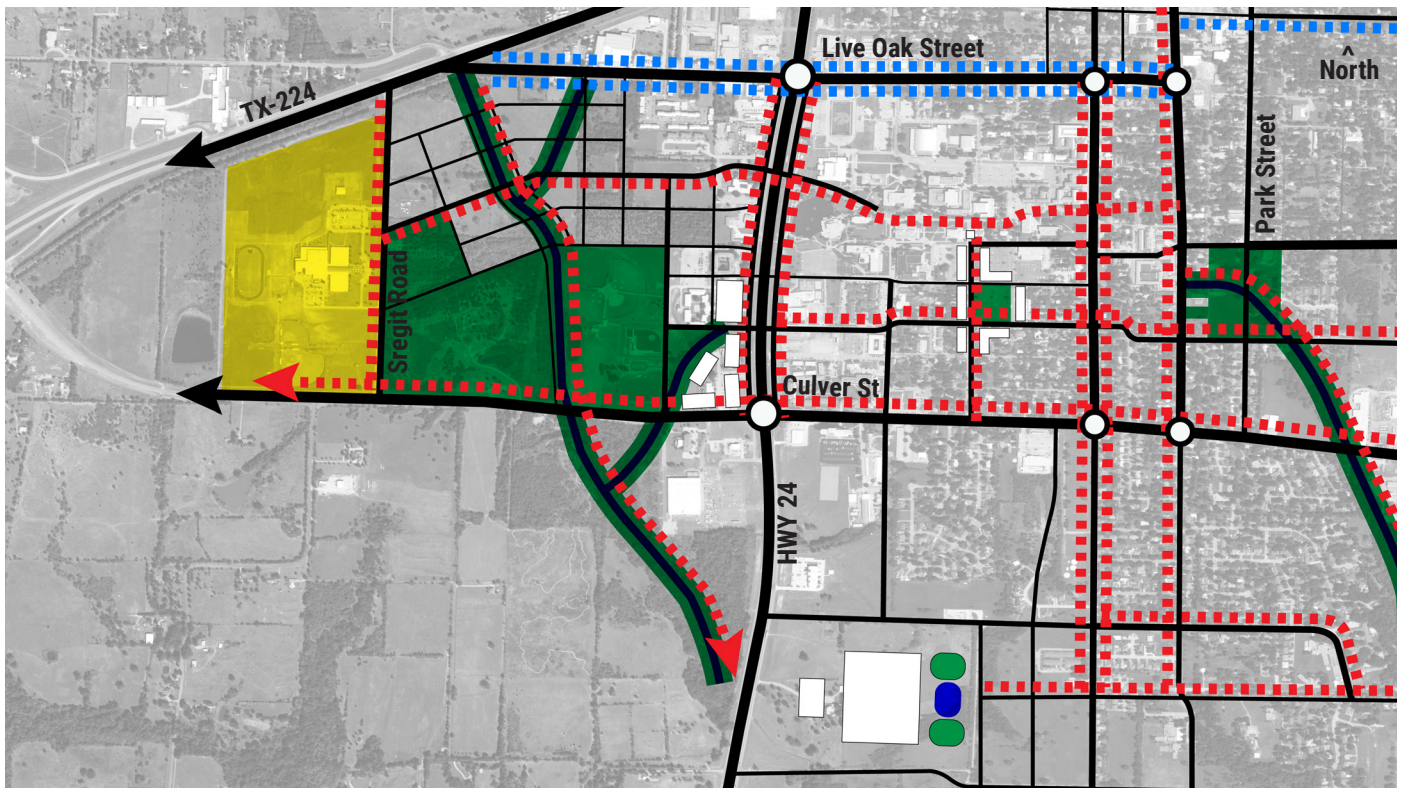 Live Oak Street
^
North
TX-224
Park Street
Sregit Road
Culver St
HWY 24